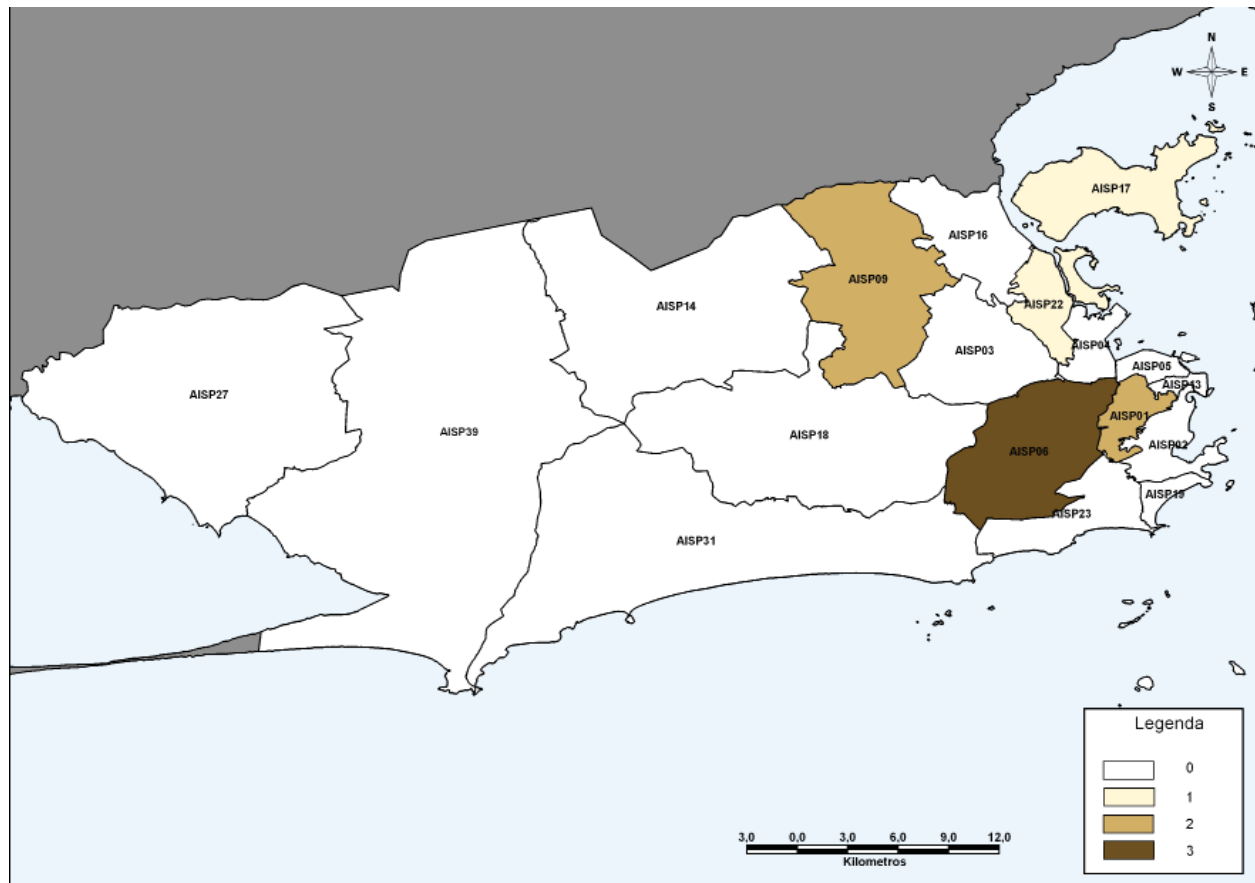 N
W E
S
AISP17
AISP16
AISP09
AISP22
AISP14
AISP03
AISP04
AISP05
AISP13
AISP27
AISP01
AISP39
AISP18
AISP02
AISP06
AISP19
AISP23
AISP31
Legenda
0
1
2
3
3,0 0,0 3,0 6,0 9,0 12,0
Kilometros